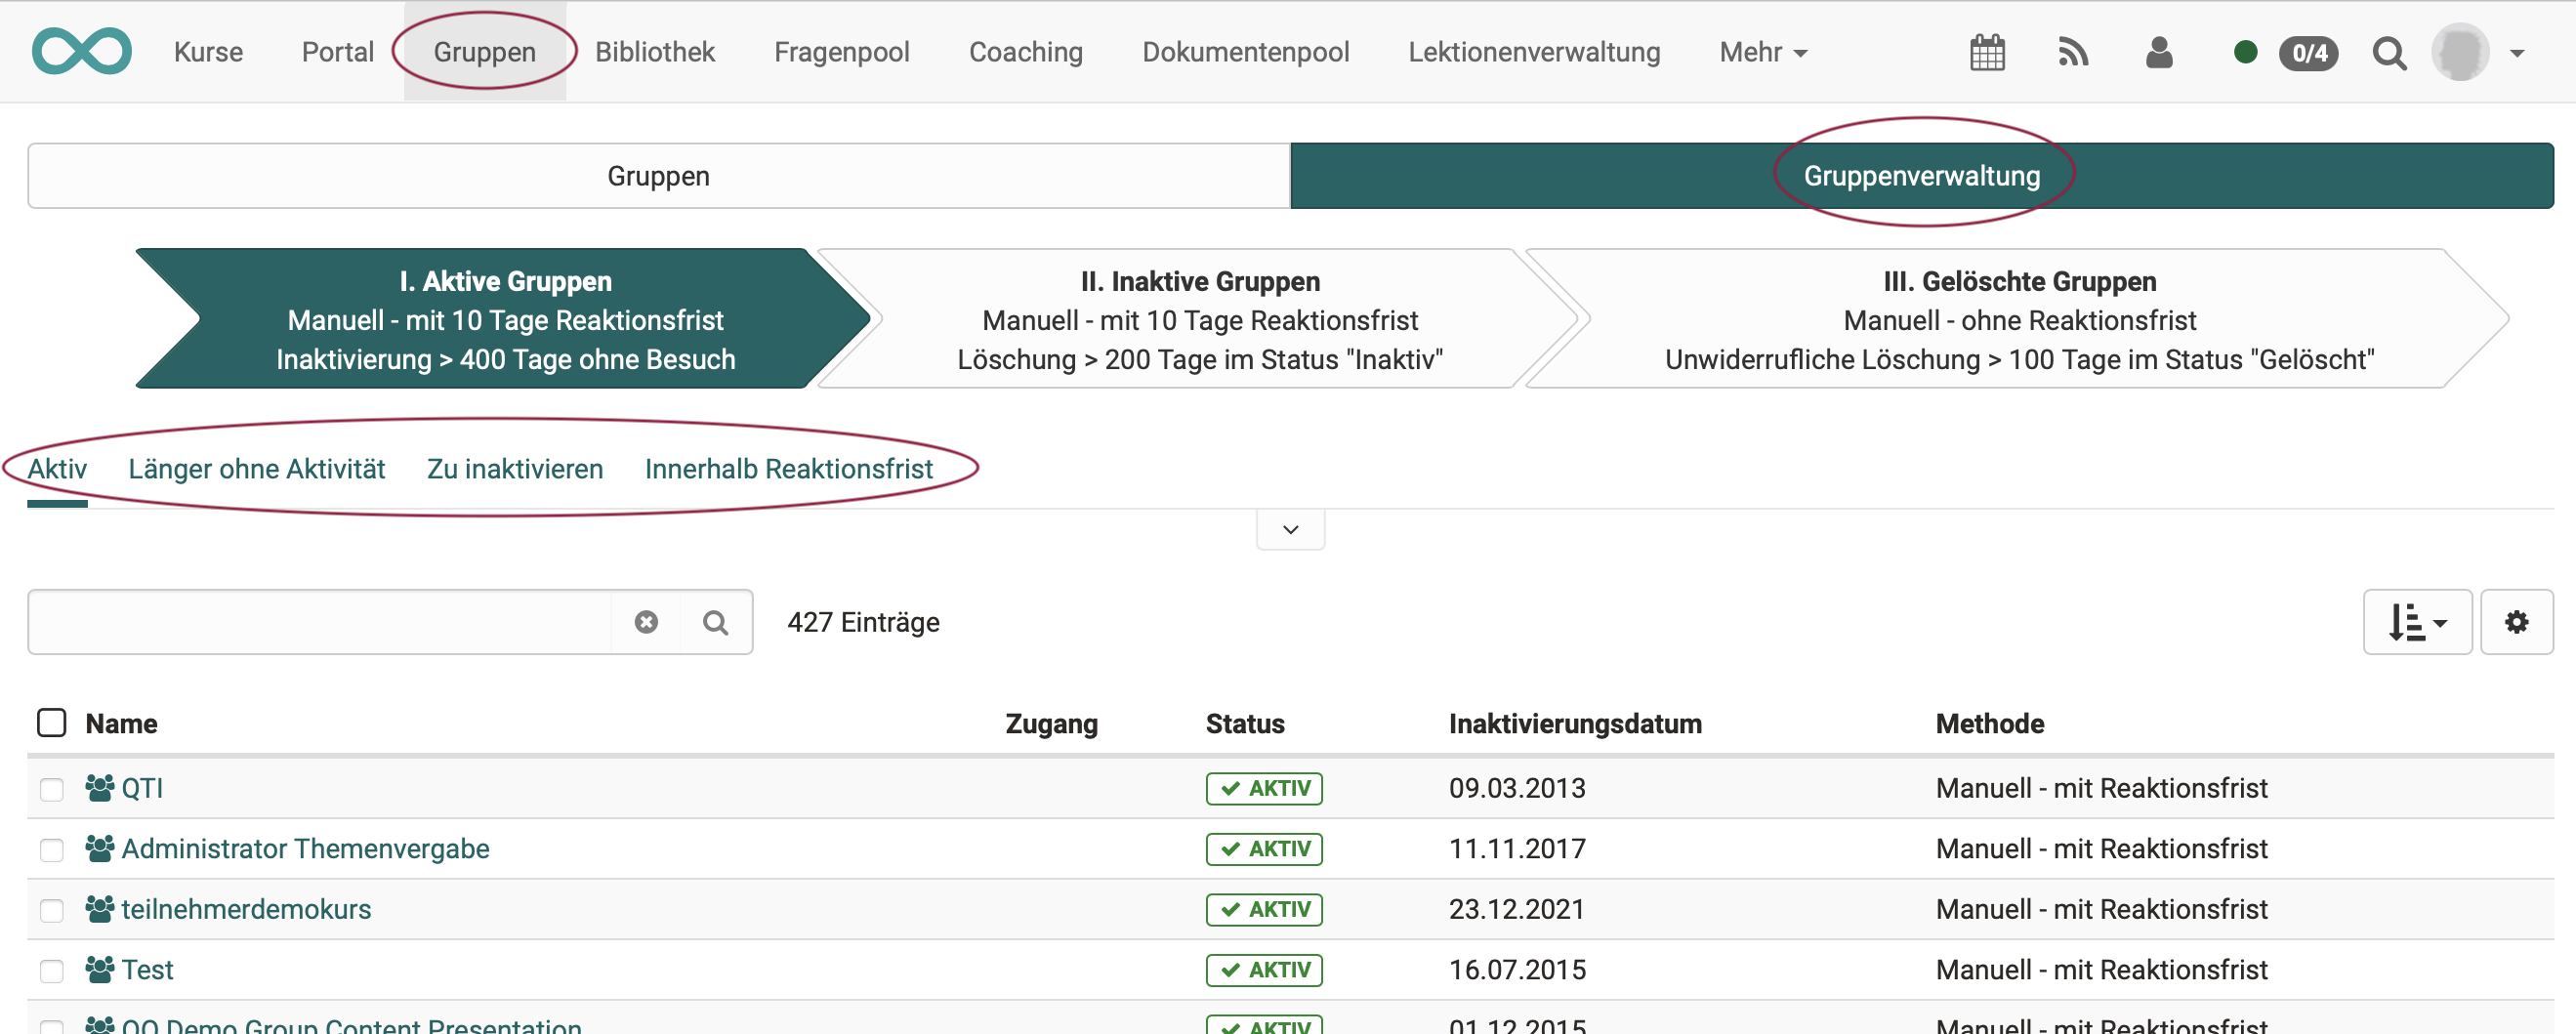 Kurse Portal Gruppen Bibliothek Fragenpool Coaching Dokumentenpool Lektionenverwaltung Mehr 0/4
Gruppen Gruppenverwaltung
I. Aktive Gruppen
Manuell - mit 10 Tage Reaktionsfrist
Inaktivierung > 400 Tage ohne Besuch
II. Inaktive Gruppen
Manuell - mit 10 Tage Reaktionsfrist
Löschung > 200 Tage im Status "Inaktiv"
III. Gelöschte Gruppen
Manuell - ohne Reaktionsfrist
Unwiderrufliche Löschung > 100 Tage im Status "Gelöscht"
Aktiv Länger ohne Aktivität Zu inaktivieren Innerhalb Reaktionsfrist
427 Einträge
Name Zugang Status Inaktivierungsdatum Methode
QTI AKTIV 09.03.2013 Manuell - mit Reaktionsfrist
Administrator Themenvergabe AKTIV 11.11.2017 Manuell - mit Reaktionsfrist
teilnehmerdemokurs AKTIV 23.12.2021 Manuell - mit Reaktionsfrist
Test AKTIV 16.07.2015 Manuell - mit Reaktionsfrist
Demo Group Content Presentation AKTIV 01.12.2015 Manuell - mit Reaktionsfrist